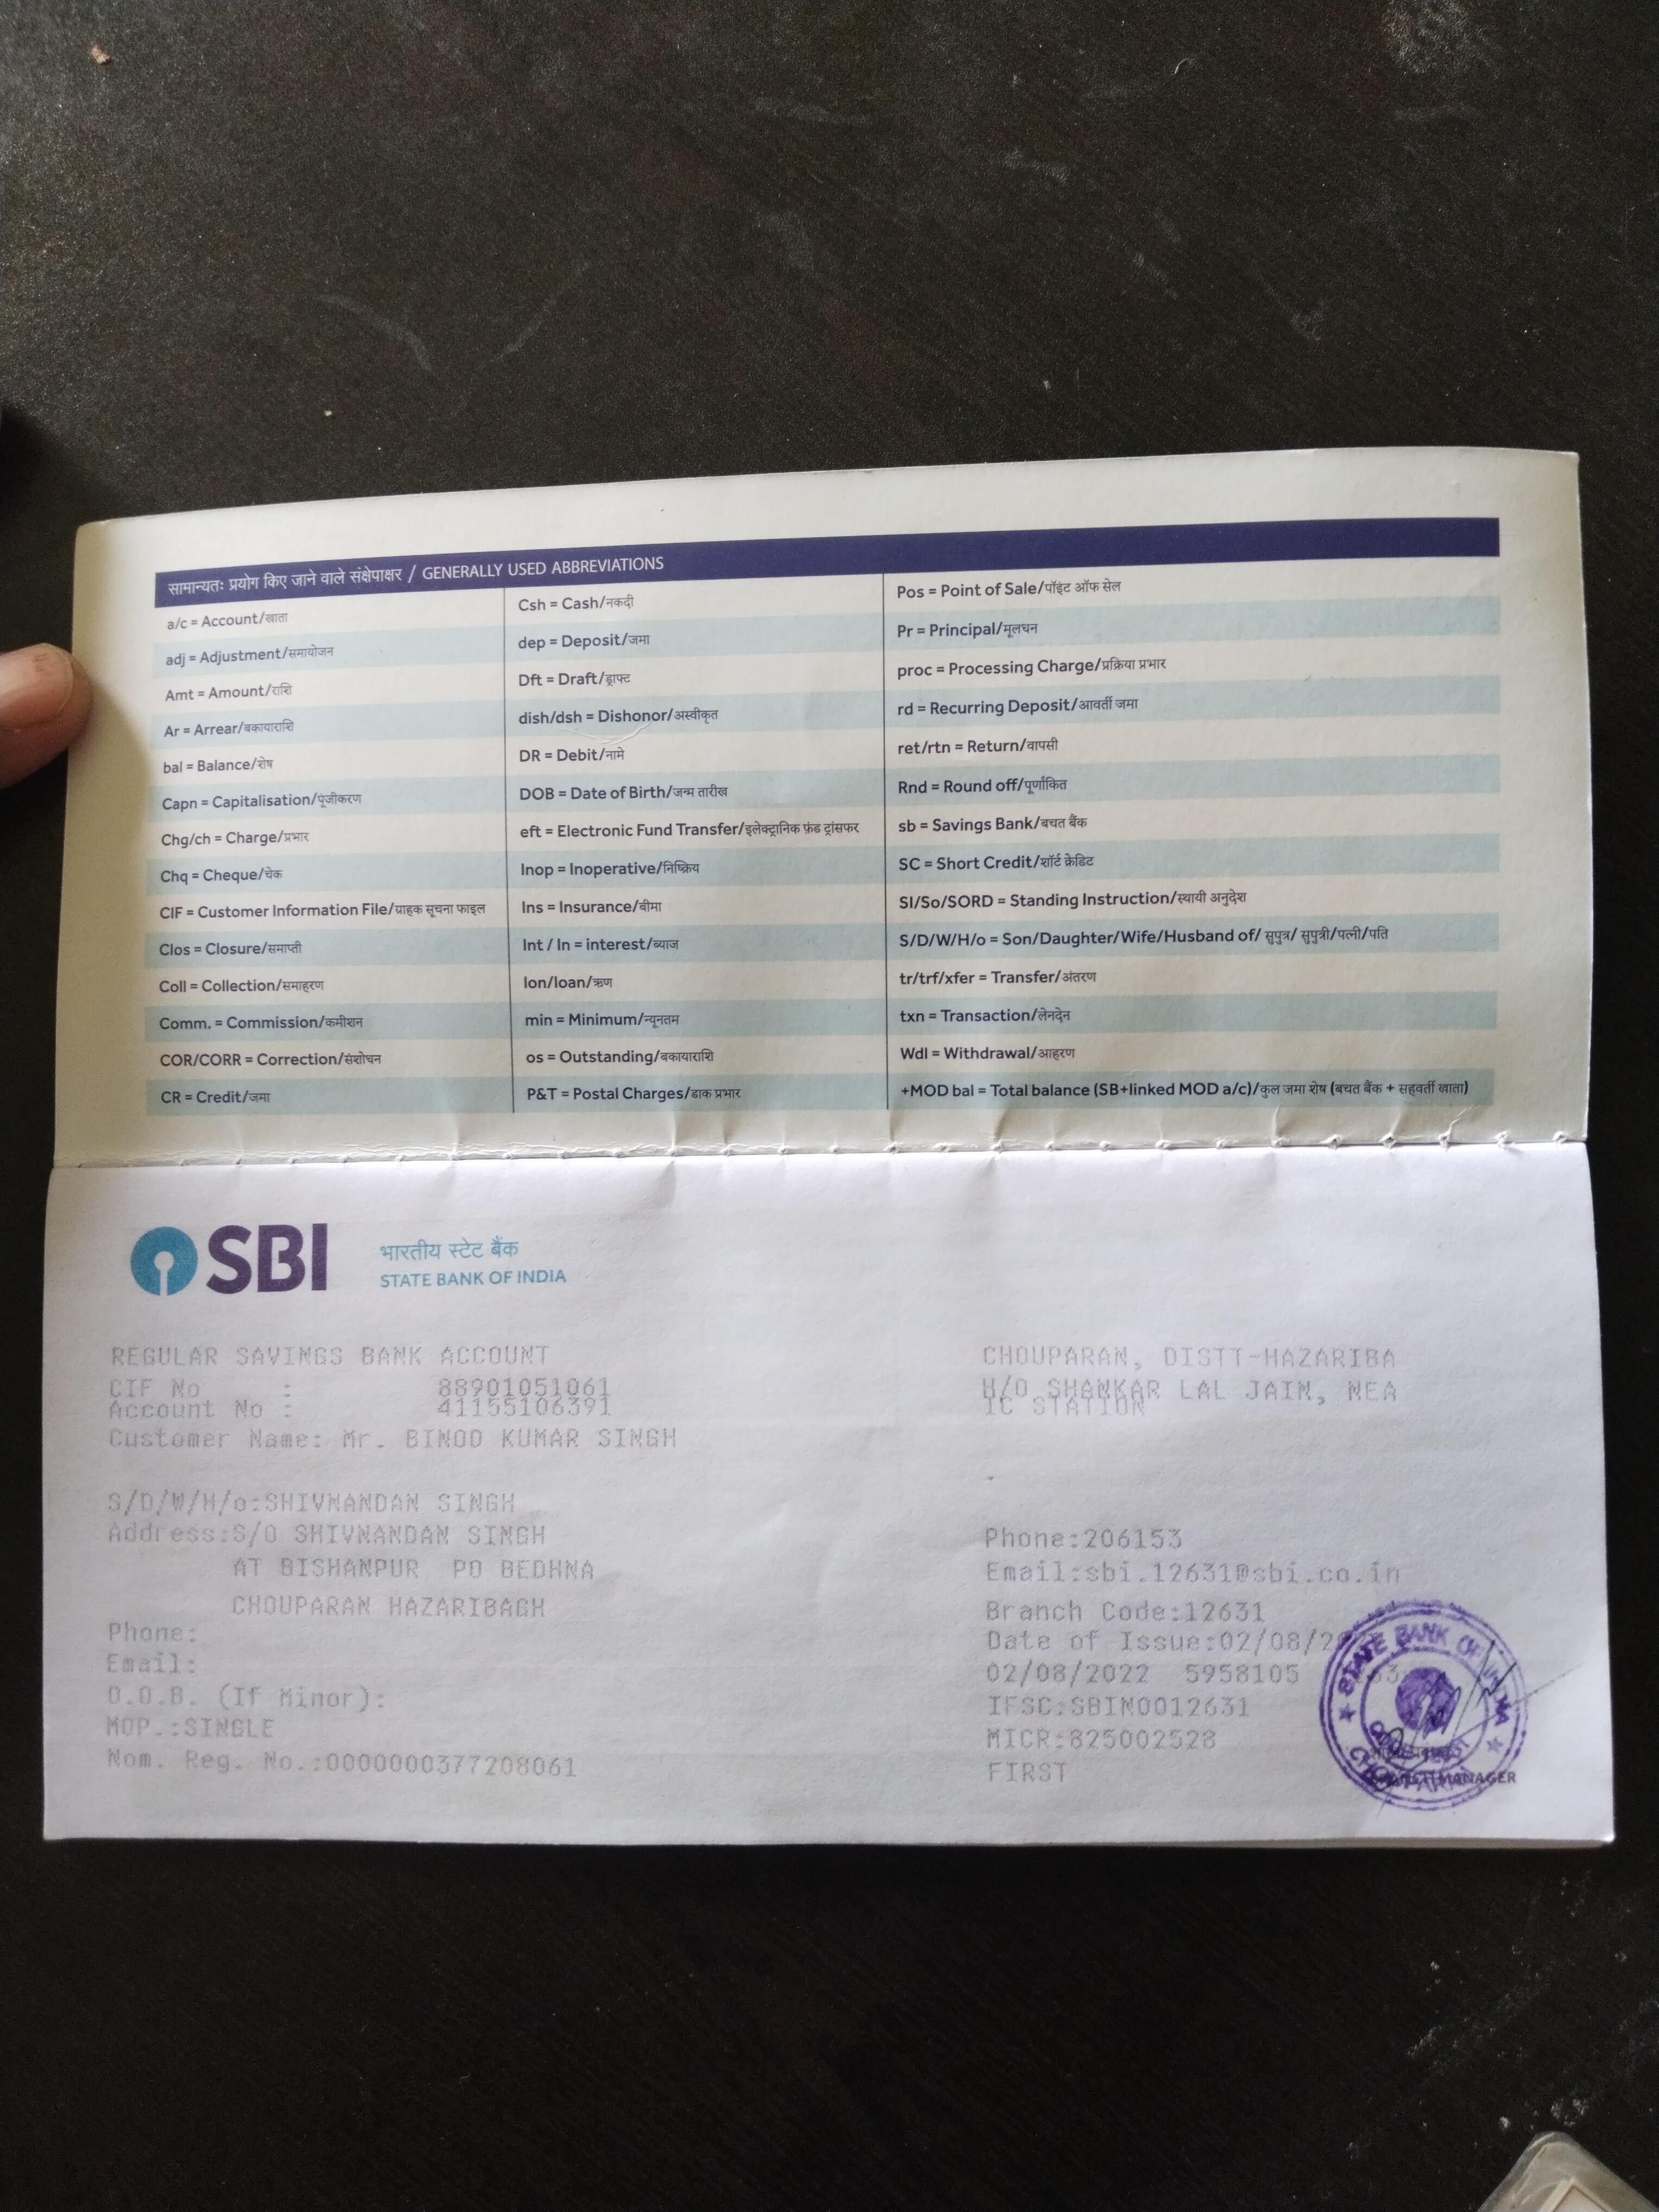 सामान्यतः प्रयोग किए जाने वाले संक्षेपाक्षर / GENERALLY USED ABBREVIATIONS
a/c = Account/खाता
adj = Adjustment/समायोजन
Amt = Amount/राशि
Ar = Arrear/बकायाराशि
bal = Balance/शेष
Capn = Capitalisation/पूंजीकरण
Chg/ch = Charge/प्रभार
Chq = Cheque/चेक
CIF = Customer Information File/ग्राहक सूचना फाइल
Clos = Closure/समाप्ती
Coll = Collection/समाहरण
Comm. = Commission/कमीशन
COR/CORR = Correction/संशोधन
CR = Credit/जमा
Csh = Cash/नकदी
dep = Deposit/जमा
Dft = Draft/ड्राफ्ट
dish/dsh = Dishonor/अस्वीकृत
DR = Debit/नामे
DOB = Date of Birth/जन्म तारीख
eft = Electronic Fund Transfer/इलेक्ट्रानिक फ़ंड ट्रांसफर
Inop = Inoperative/निष्क्रिय
Ins = Insurance/बीमा
Int / In = interest/ब्याज
lon/loan/ऋण
min = Minimum/न्यूनतम
os = Outstanding/बकायाराशि
P&T = Postal Charges/डाक प्रभार
Pos = Point of Sale/पॉइंट ऑफ सेल
Pr = Principal/मूलधन
proc = Processing Charge/प्रक्रिया प्रभार
rd = Recurring Deposit/आवर्ती जमा
ret/rtn = Return/वापसी
Rnd = Round off/पूर्णांकित
sb = Savings Bank/बचत बैंक
SC = Short Credit/शॉर्ट क्रेडिट
SI/So/SORD = Standing Instruction/स्थायी अनुदेश
S/D/W/H/o = Son/Daughter/Wife/Husband of/ सुपुत्र/ सुपुत्री/पत्नी/पति
tr/trf/xfer = Transfer/अंतरण
txn = Transaction/लेनदेन
Wdl = Withdrawal/आहरण
+MOD bal = Total balance (SB+linked MOD a/c)/कुल जमा शेष (बचत बैंक + सहवर्ती खाता)
SBI
भारतीय स्टेट बैंक
STATE BANK OF INDIA
REGULAR SAVINGS BANK ACCOUNT
CIF No : 88901051061
Account No : 41155106391
Customer Name: Mr. BINOD KUMAR SINGH
S/D/W/H/o:SHIVNANDAN SINGH
Address:S/O SHIVNANDAN SINGH
AT BISHANPUR PO BEDHNA
CHOUPARAN HAZARIBAGH
Phone:
Email:
D.O.B. (If Minor):
MOP.:SINGLE
Nom. Reg. No.:0000000377208061
CHOUPARAN, DISTT-HAZARIBA
H/O SHANKAR LAL JAIN, NEA
IC STATION
Phone:206153
Email:sbi.12631@sbi.co.in
Branch Code:12631
Date of Issue:02/08/
02/08/2022 5958105
IFSC:SBIN0012631
MICR:825002528
FIRST
STATE BANK OF INDIA
MANAGER